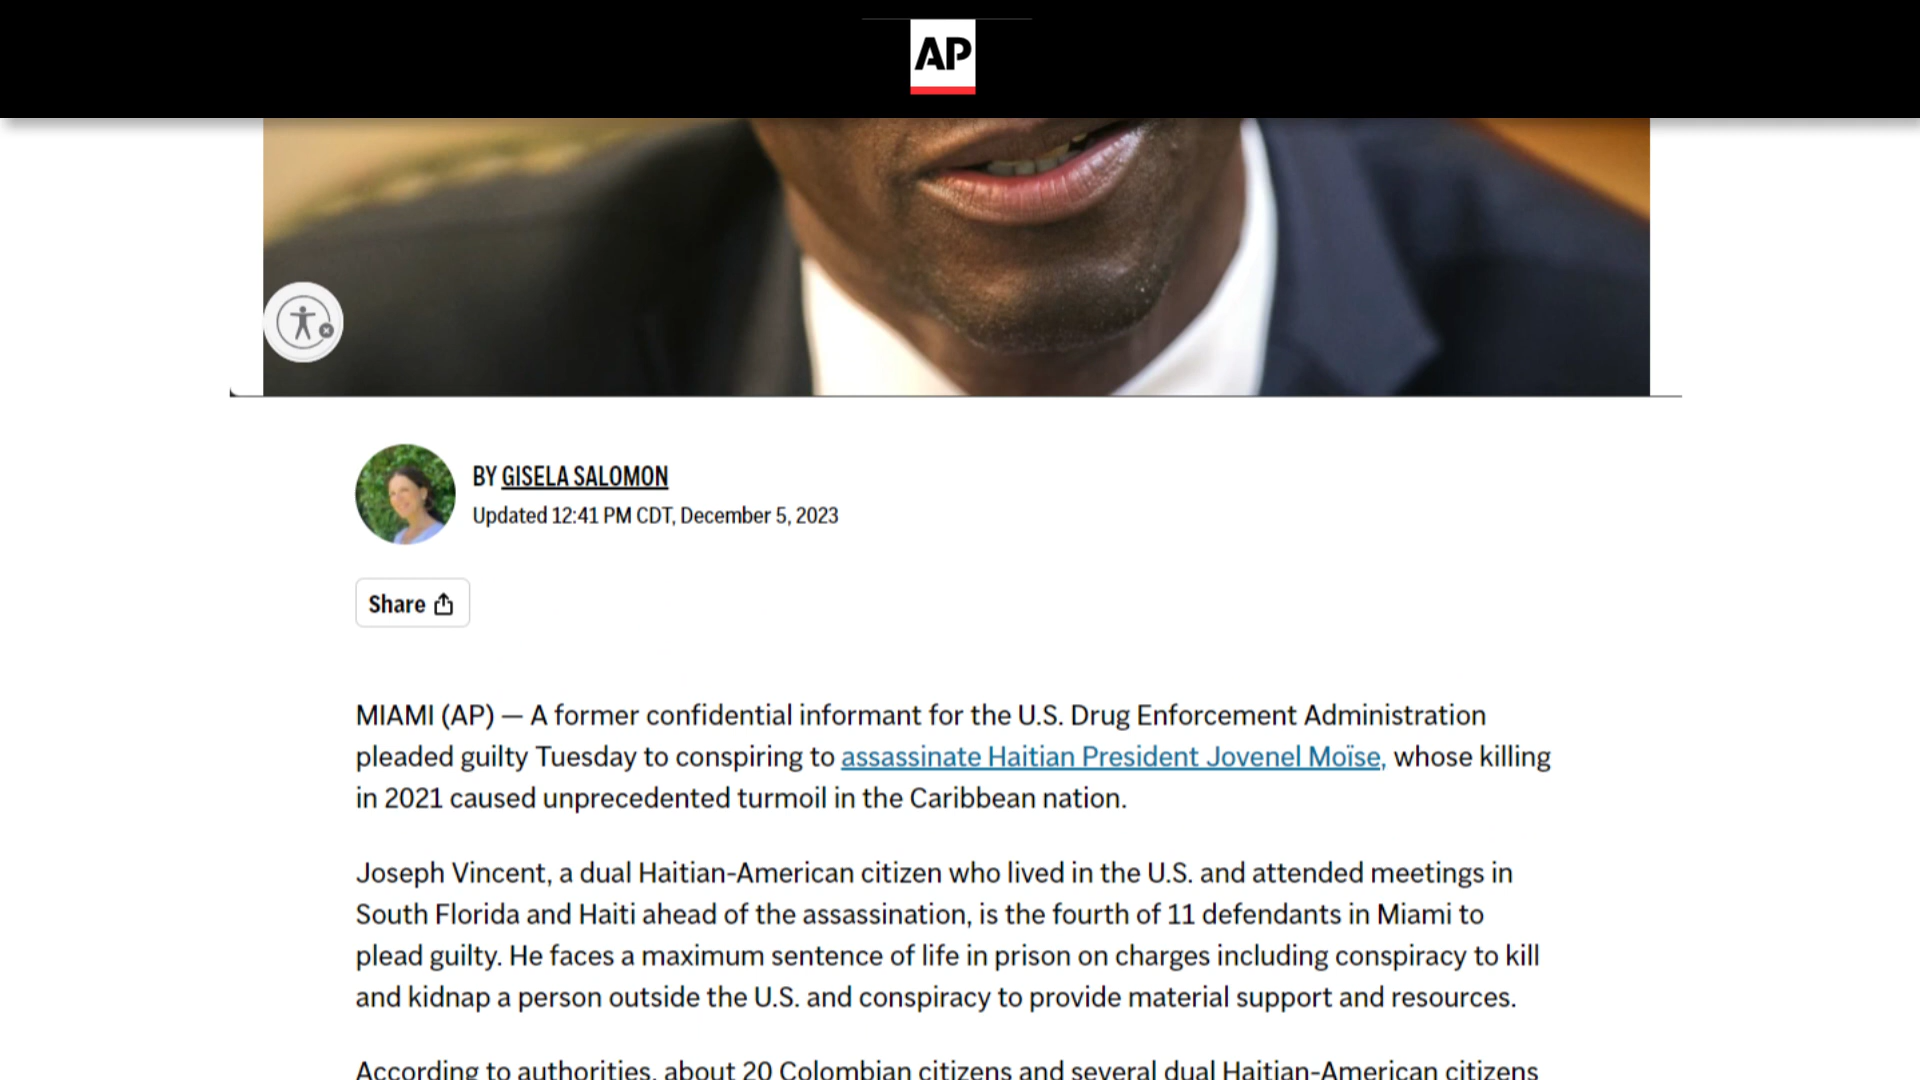 AP
BY GISELA SALOMON
Updated 12:41 PM CDT, December 5, 2023
Share
MIAMI (AP) — A former confidential informant for the U.S. Drug Enforcement Administration
pleaded guilty Tuesday to conspiring to assassinate Haitian President Jovenel Moïse, whose killing
in 2021 caused unprecedented turmoil in the Caribbean nation.
Joseph Vincent, a dual Haitian-American citizen who lived in the U.S. and attended meetings in
South Florida and Haiti ahead of the assassination, is the fourth of 11 defendants in Miami to
plead guilty. He faces a maximum sentence of life in prison on charges including conspiracy to kill
and kidnap a person outside the U.S. and conspiracy to provide material support and resources.
According to authorities, about 20 Colombian citizens and several dual Haitian-American citizens